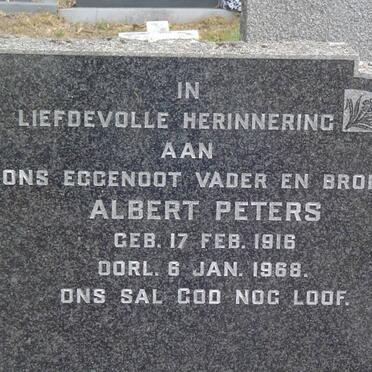 IN
LIEFDEVOLLE HERINNERING
AAN
ONS EGGENOOT VADER EN
ALBERT PETERS
GEB. 17 FEB. 1916
OORL. 6 JAN. 1968.
ONS SAL GOD NOG LOOF.